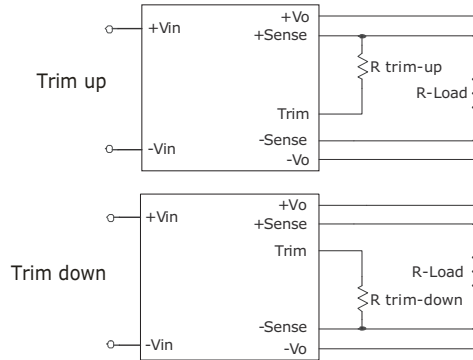 +Vo
+Vin
+Sense
R trim-up
Trim up
R-Load
Trim
-Sense
-Vin
-Vo
+Vo
+Vin
+Sense
Trim
Trim down
R-Load
R trim-down
-Sense
-Vin
-Vo